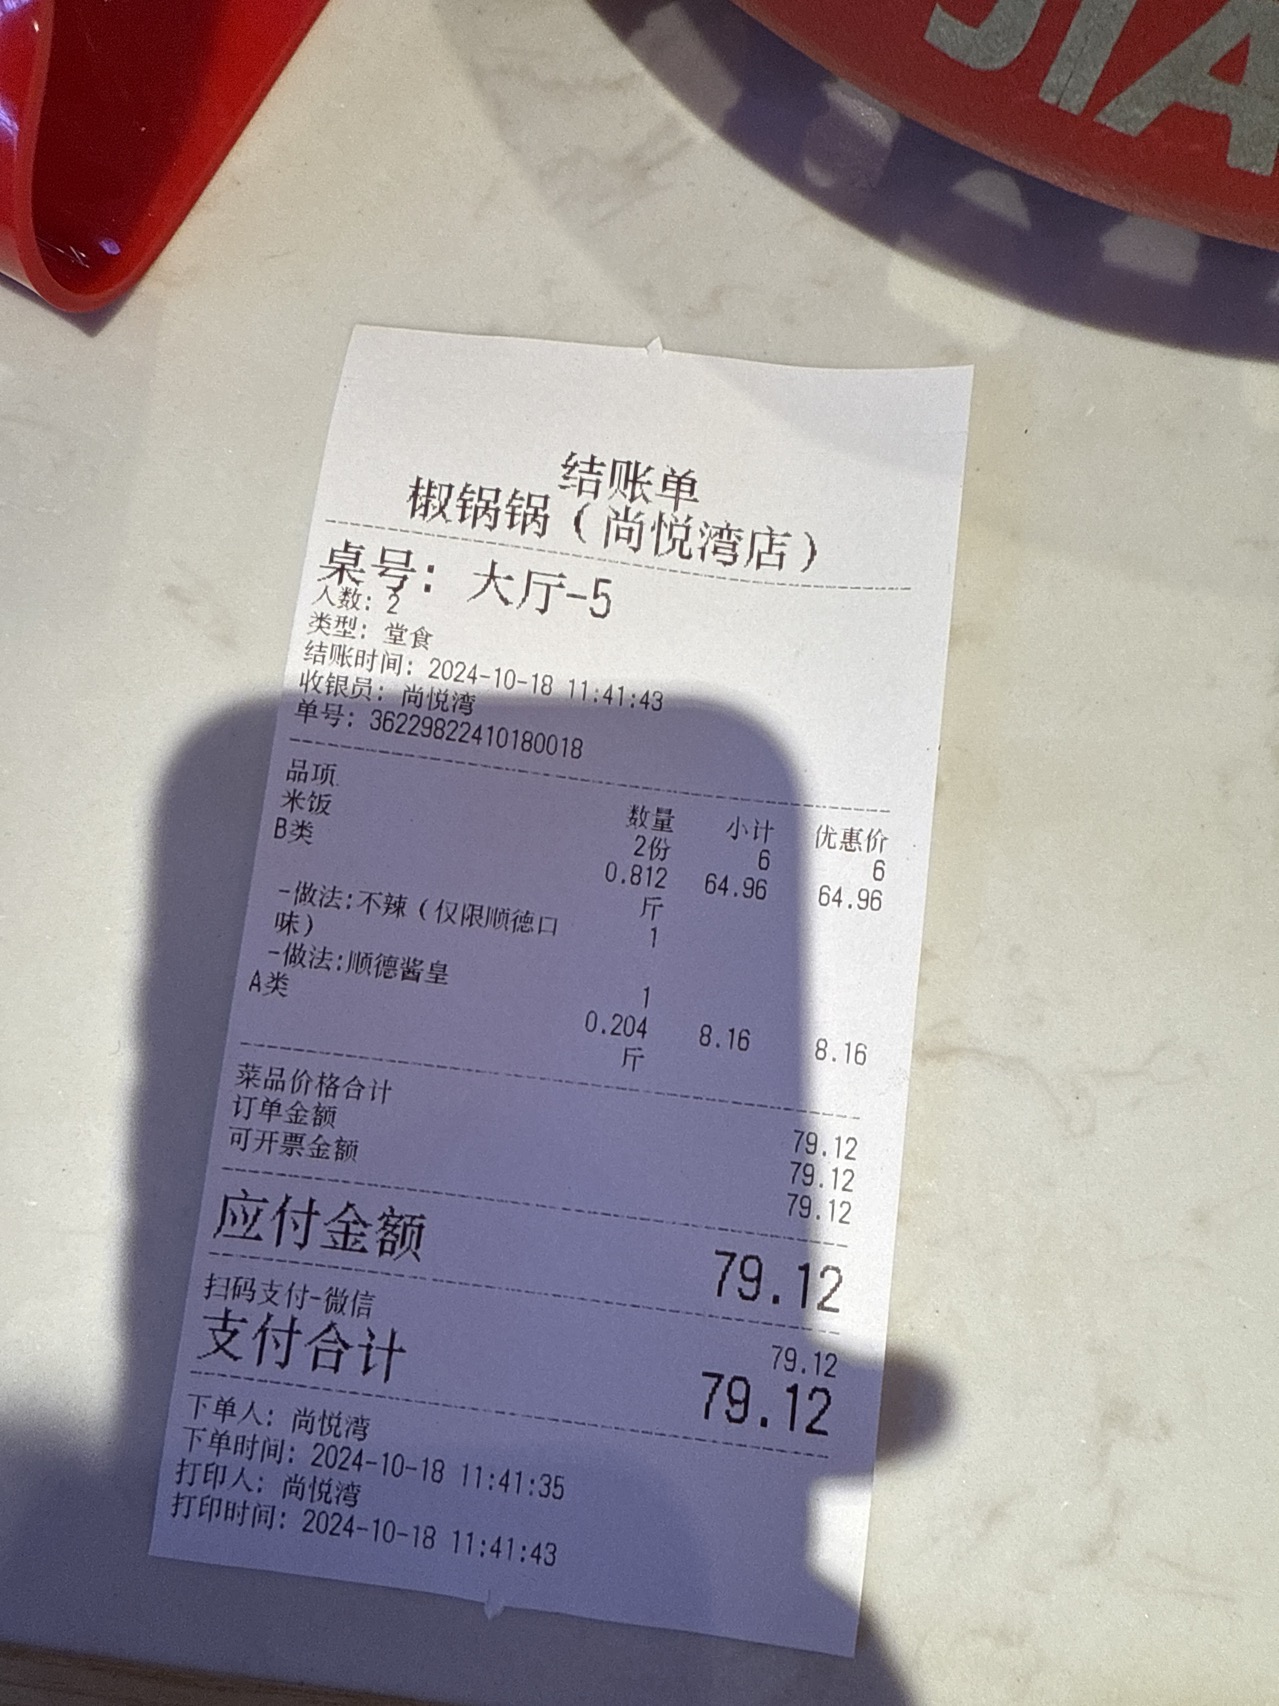 JIA
结账单
椒锅锅（尚悦湾店）
桌号: 大厅-5
人数: 2
类型: 堂食
结账时间: 2024-10-18 11:41:43
收银员: 尚悦湾
单号: 36229822410180018
品项 数量 小计 优惠价
米饭 2份 6 6
B类 0.812 64.96 64.96
斤
-做法:不辣（仅限顺德口 1
味）
-做法:顺德酱皇 1
A类 0.204 8.16 8.16
斤
菜品价格合计 79.12
订单金额 79.12
可开票金额 79.12
应付金额 79.12
扫码支付-微信 79.12
支付合计 79.12
下单人: 尚悦湾
下单时间: 2024-10-18 11:41:35
打印人: 尚悦湾
打印时间: 2024-10-18 11:41:43